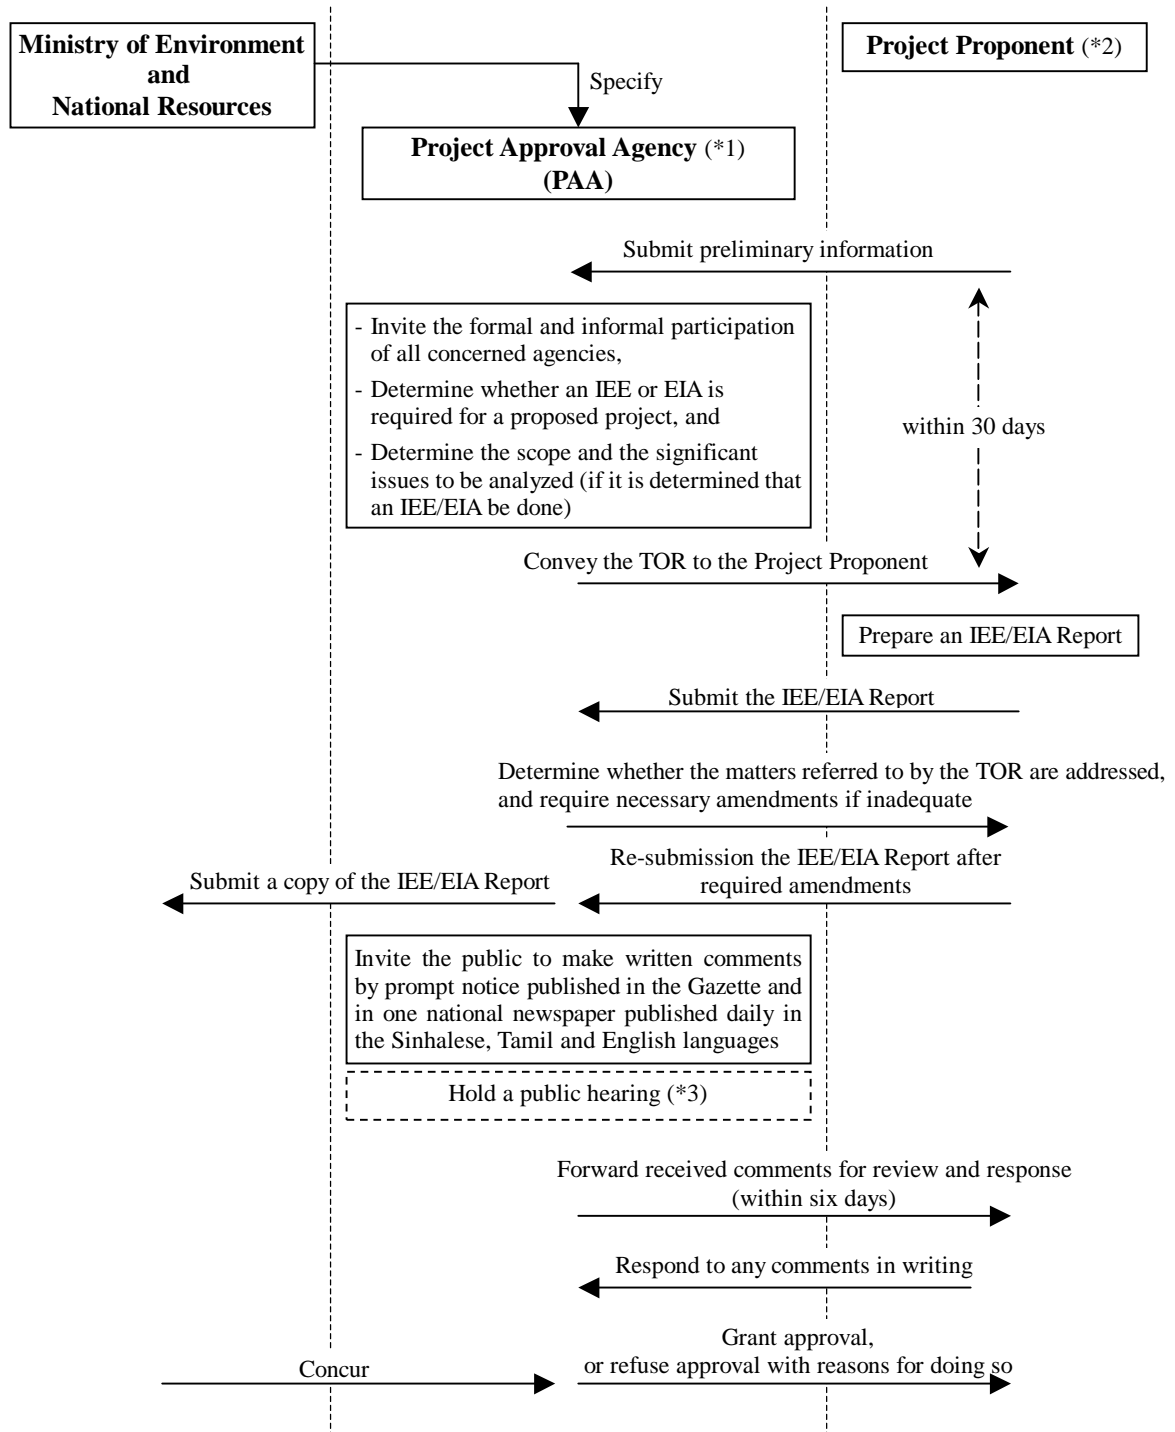 Ministry of Environment
and
National Resources
Project Proponent (*2)
Specify
Project Approval Agency (*1)
(PAA)
Submit preliminary information
- Invite the formal and informal participation
of all concerned agencies,
- Determine whether an IEE or EIA is
required for a proposed project, and
- Determine the scope and the significant
issues to be analyzed (if it is determined that
an IEE/EIA be done)
within 30 days
Convey the TOR to the Project Proponent
Prepare an IEE/EIA Report
Submit the IEE/EIA Report
Determine whether the matters referred to by the TOR are addressed,
and require necessary amendments if inadequate
Re-submission the IEE/EIA Report after
required amendments
Submit a copy of the IEE/EIA Report
Invite the public to make written comments
by prompt notice published in the Gazette and
in one national newspaper published daily in
the Sinhalese, Tamil and English languages
Hold a public hearing (*3)
Forward received comments for review and response
(within six days)
Respond to any comments in writing
Grant approval,
or refuse approval with reasons for doing so
Concur